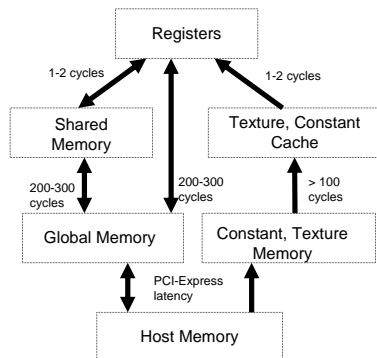 Registers
1-2 cycles
1-2 cycles
Shared
Memory
Texture, Constant
Cache
200-300
cycles
200-300
cycles
> 100
cycles
Global Memory
Constant, Texture
Memory
PCI-Express
latency
Host Memory